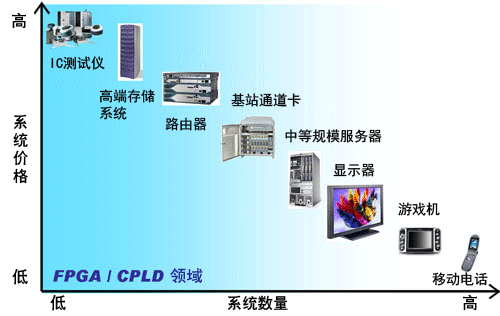 高
IC测试仪
高端存储
系统
路由器
基站通道卡
中等规模服务器
显示器
游戏机
移动电话
系统价格
低
FPGA / CPLD 领域
低
系统数量
高